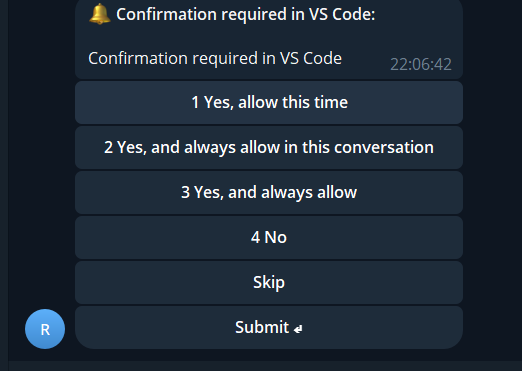 🔔 Confirmation required in VS Code:
Confirmation required in VS Code
22:06:42
1 Yes, allow this time
2 Yes, and always allow in this conversation
3 Yes, and always allow
4 No
Skip
Submit ↲
R